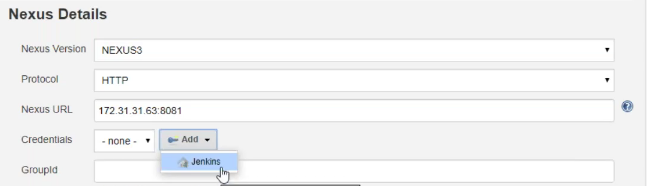 Nexus Details
Nexus Version NEXUS3
Protocol HTTP
Nexus URL 172.31.31.63:8081
Credentials - none - Add
Jenkins
GroupId